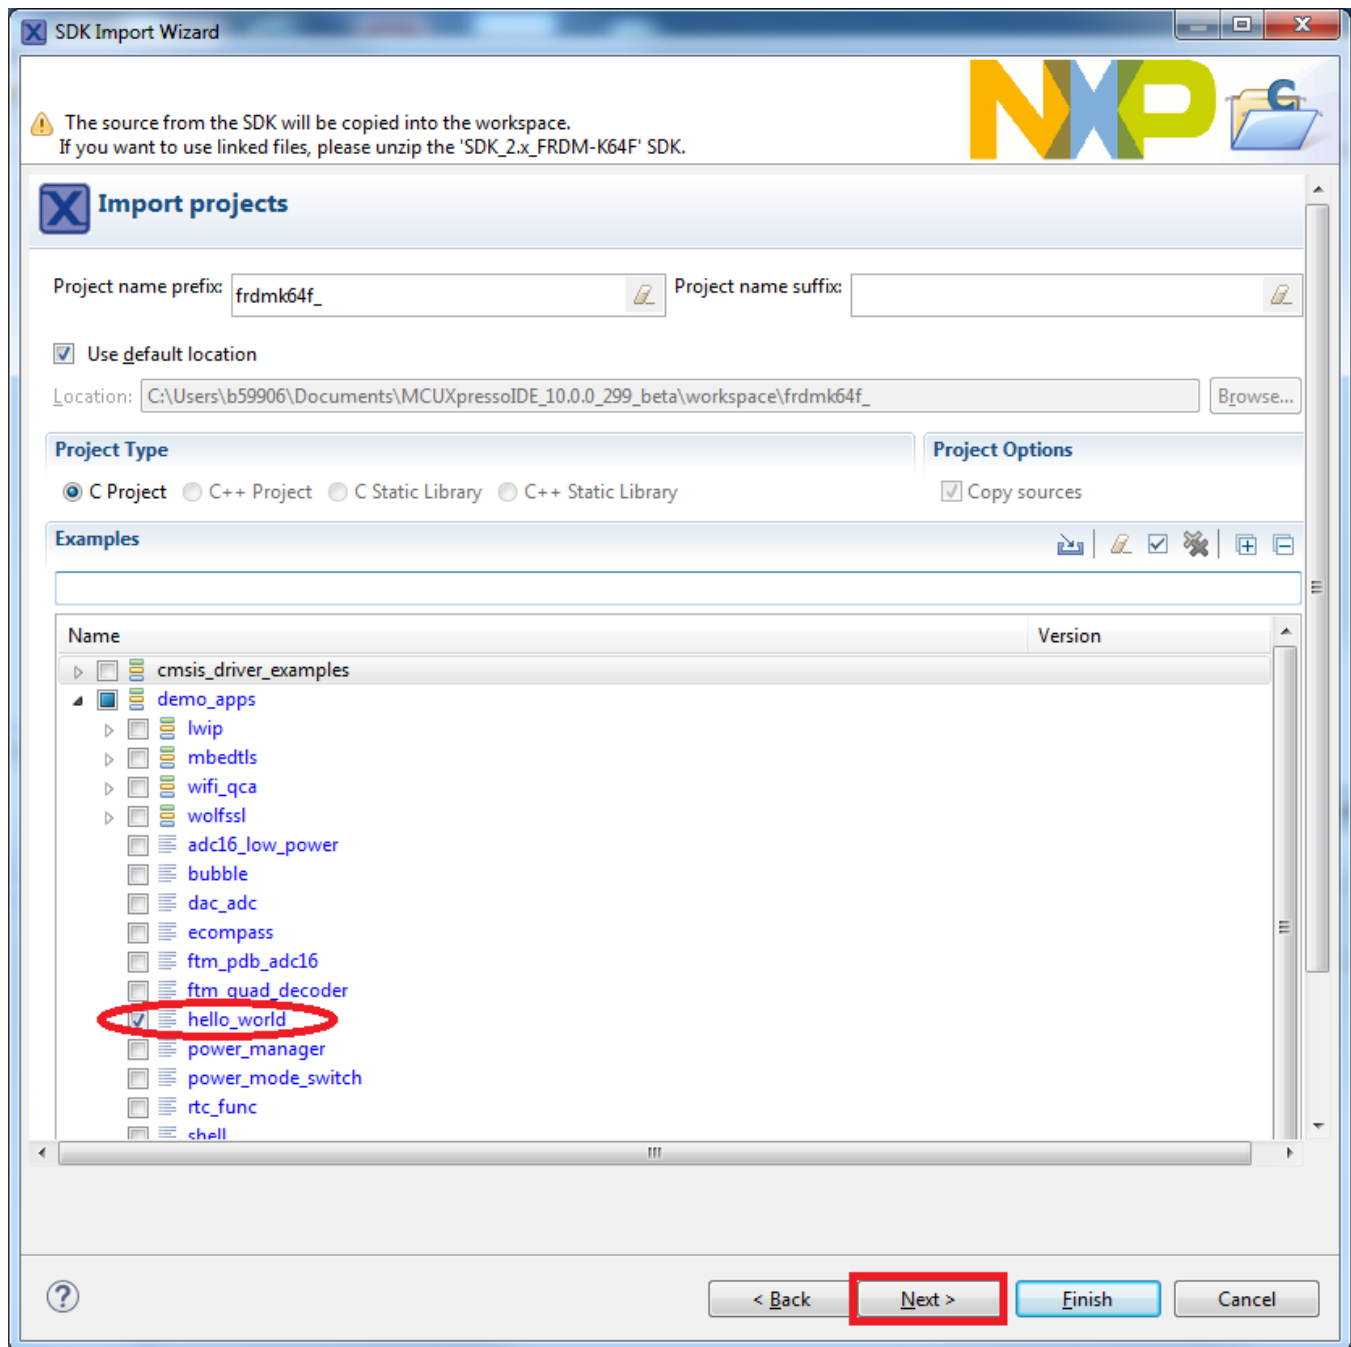 SDK Import Wizard
The source from the SDK will be copied into the workspace.
If you want to use linked files, please unzip the 'SDK_2.x_FRDM-K64F' SDK.
NXP
C
Import projects
Project name prefix: frdmk64f_ Project name suffix:
Use default location
Location: C:\Users\b59906\Documents\MCUXpressoIDE_10.0.0_299_beta\workspace\frdmk64f_ Browse...
Project Type Project Options
C Project C++ Project C Static Library C++ Static Library Copy sources
Examples
Name Version
cmsis_driver_examples
demo_apps
lwip
mbedtls
wifi_qca
wolfssl
adc16_low_power
bubble
dac_adc
ecompass
ftm_pdb_adc16
ftm_quad_decoder
hello_world
power_manager
power_mode_switch
rtc_func
shell
< Back Next > Finish Cancel